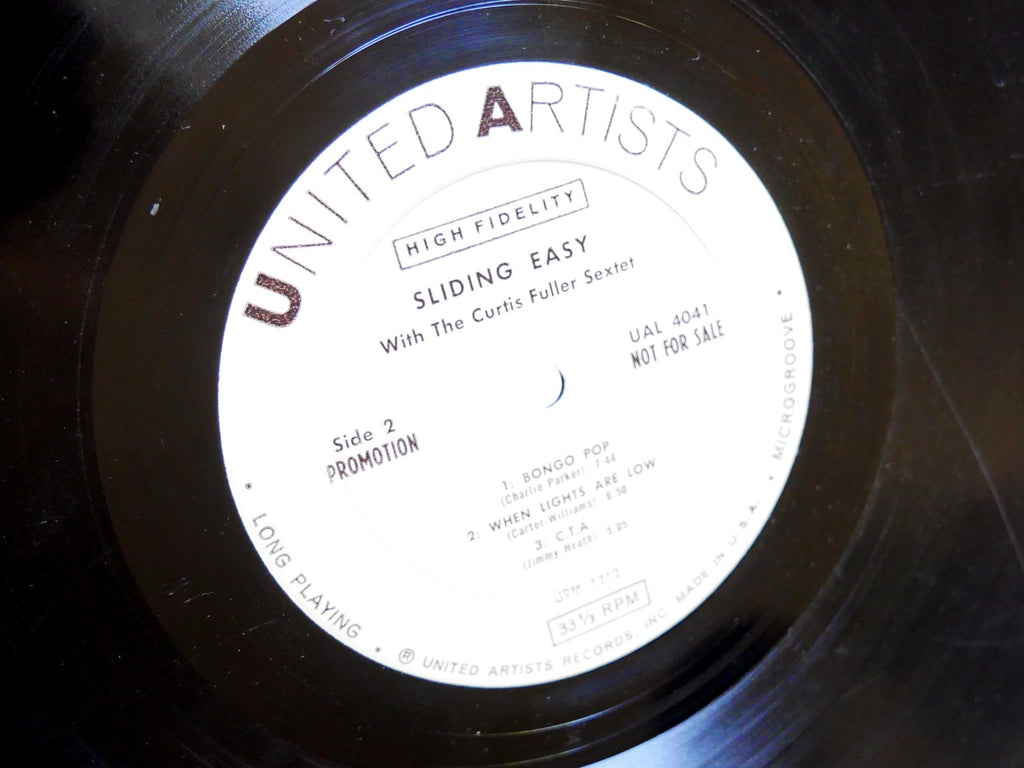 UNITED ARTISTS
HIGH FIDELITY
SLIDING EASY
With The Curtis Fuller Sextet
UAL 4041
NOT FOR SALE
Side 2
PROMOTION
1: BONGO POP
(Charlie Parker) 7:44
2: WHEN LIGHTS ARE LOW
(Carter-Williams) 6:50
3. C.T.A.
(Jimmy Heath) 5:05
33 ⅓ RPM
• LONG PLAYING • Ⓡ UNITED ARTISTS RECORDS, INC. MADE IN U.S.A. • MICROGROOVE •